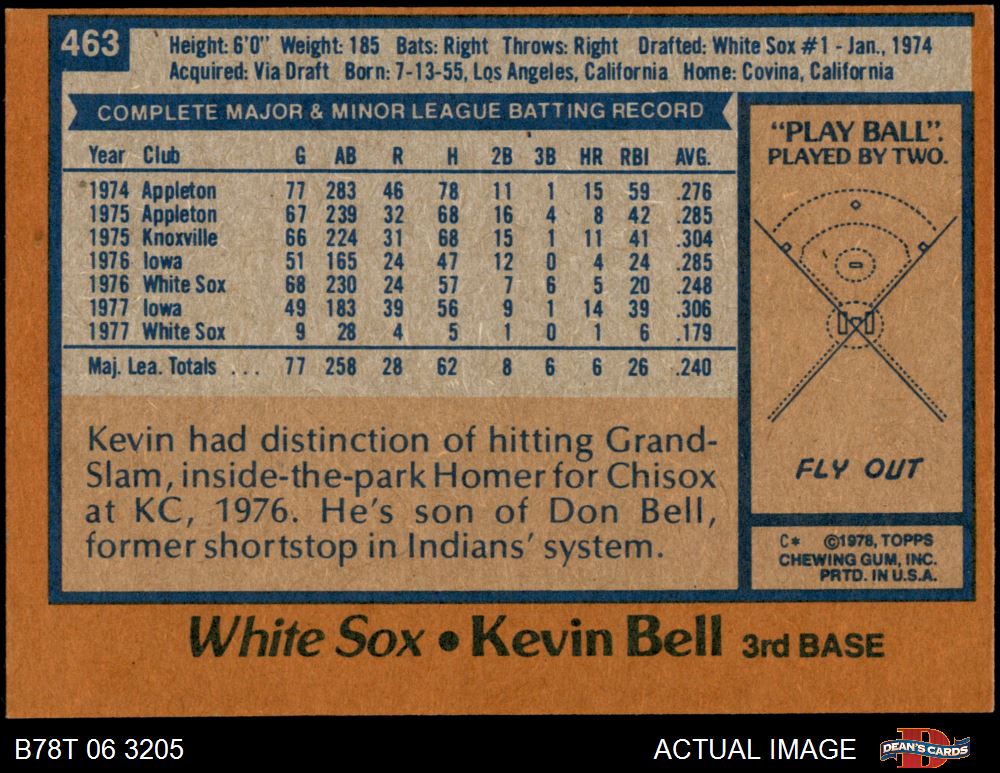 463
Height: 6'0" Weight: 185 Bats: Right Throws: Right Drafted: White Sox #1 - Jan., 1974
Acquired: Via Draft Born: 7-13-55, Los Angeles, California Home: Covina, California
COMPLETE MAJOR & MINOR LEAGUE BATTING RECORD
Year Club G AB R H 2B 3B HR RBI AVG.
1974 Appleton 77 283 46 78 11 1 15 59 .276
1975 Appleton 67 239 32 68 16 4 8 42 .285
1975 Knoxville 66 224 31 68 15 1 11 41 .304
1976 Iowa 51 165 24 47 12 0 4 24 .285
1976 White Sox 68 230 24 57 7 6 5 20 .248
1977 Iowa 49 183 39 56 9 1 14 39 .306
1977 White Sox 9 28 4 5 1 0 1 6 .179
Maj. Lea. Totals ... 77 258 28 62 8 6 6 26 .240
Kevin had distinction of hitting Grand-
Slam, inside-the-park Homer for Chisox
at KC, 1976. He's son of Don Bell,
former shortstop in Indians' system.
"PLAY BALL".
PLAYED BY TWO.
FLY OUT
C* ©1978, TOPPS
CHEWING GUM, INC.
PRTD. IN U.S.A.
White Sox • Kevin Bell 3rd BASE
B78T 06 3205
ACTUAL IMAGE
DEAN'S CARDS